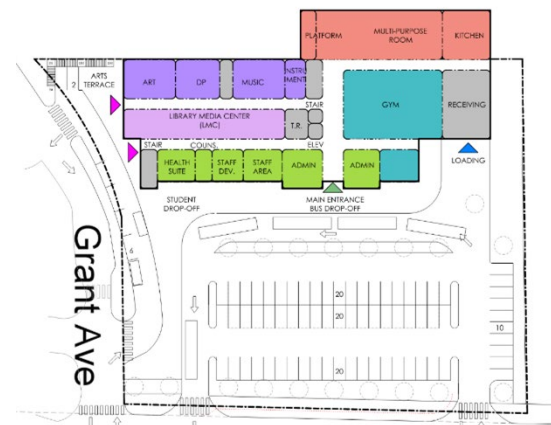 PLATFORM
MULTI-PURPOSE
ROOM
KITCHEN
ARTS
TERRACE
2
ART
DP
MUSIC
INSTRU
MENT
GYM
RECEIVING
STAIR
LIBRARY MEDIA CENTER
(LMC)
T.R.
STAIR
COUNS.
ELEV
HEALTH
SUITE
STAFF
DEV.
STAFF
AREA
ADMIN
ADMIN
LOADING
STUDENT
DROP-OFF
MAIN ENTRANCE
BUS DROP-OFF
Grant Ave
20
20
10
20